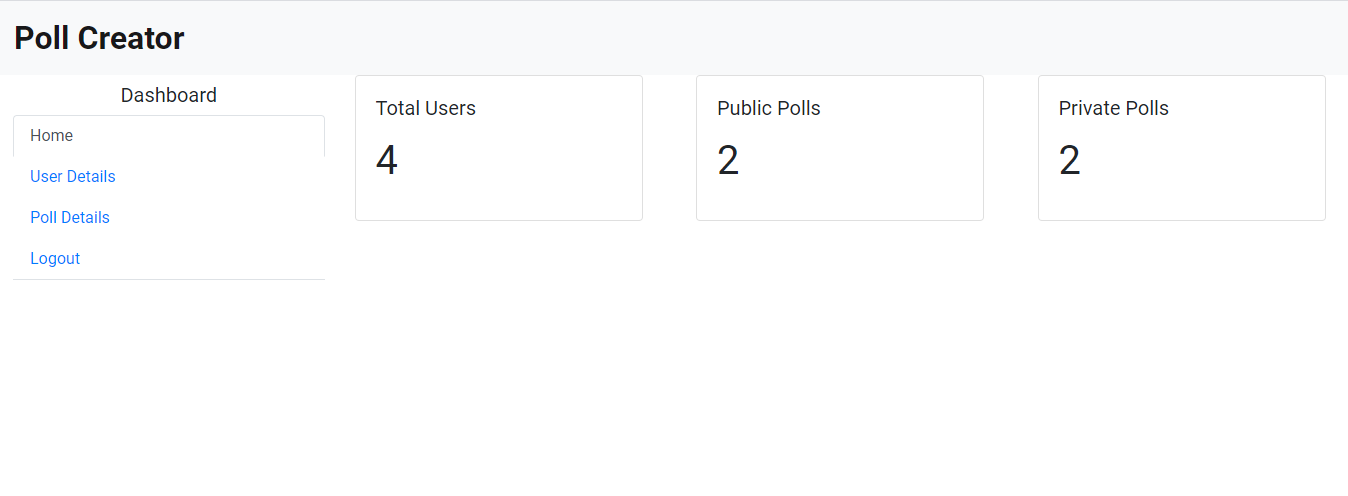 Poll Creator
Dashboard
Home
User Details
Poll Details
Logout
Total Users
4
Public Polls
2
Private Polls
2